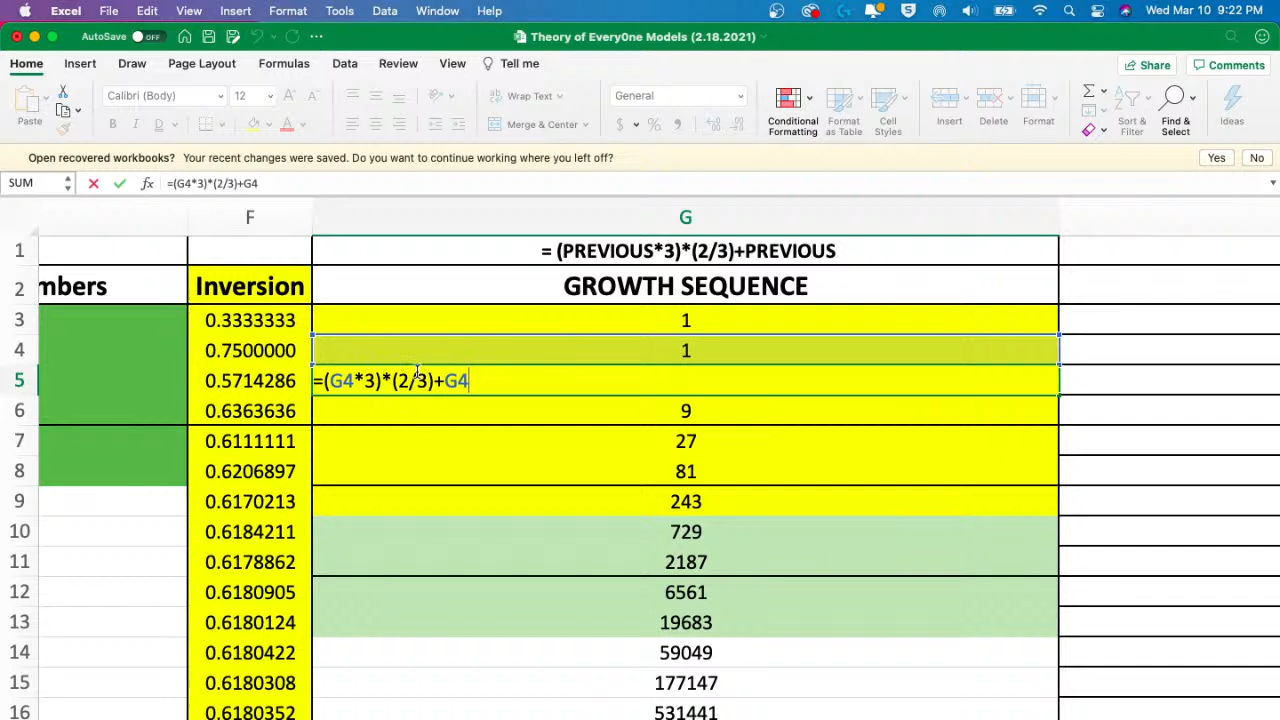 Excel File Edit View Insert Format Tools Data Window Help Wed Mar 10 9:22 PM
AutoSave OFF Theory of EveryOne Models (2.18.2021)
Home Insert Draw Page Layout Formulas Data Review View Tell me Share Comments
Paste Calibri (Body) 12 Wrap Text General Conditional Formatting Format as Table Cell Styles Insert Delete Format Sort & Filter Find & Select Ideas
B I D A Merge & Center $ %
Open recovered workbooks? Your recent changes were saved. Do you want to continue working where you left off? Yes No
SUM fx =(G4*3)*(2/3)+G4
F G
1 = (PREVIOUS*3)*(2/3)+PREVIOUS
2 mbers Inversion GROWTH SEQUENCE
3 0.3333333 1
4 0.7500000 1
5 0.5714286 =(G4*3)*(2/3)+G4
6 0.6363636 9
7 0.6111111 27
8 0.6206897 81
9 0.6170213 243
10 0.6184211 729
11 0.6178862 2187
12 0.6180905 6561
13 0.6180124 19683
14 0.6180422 59049
15 0.6180308 177147
16 0.6180352 531441